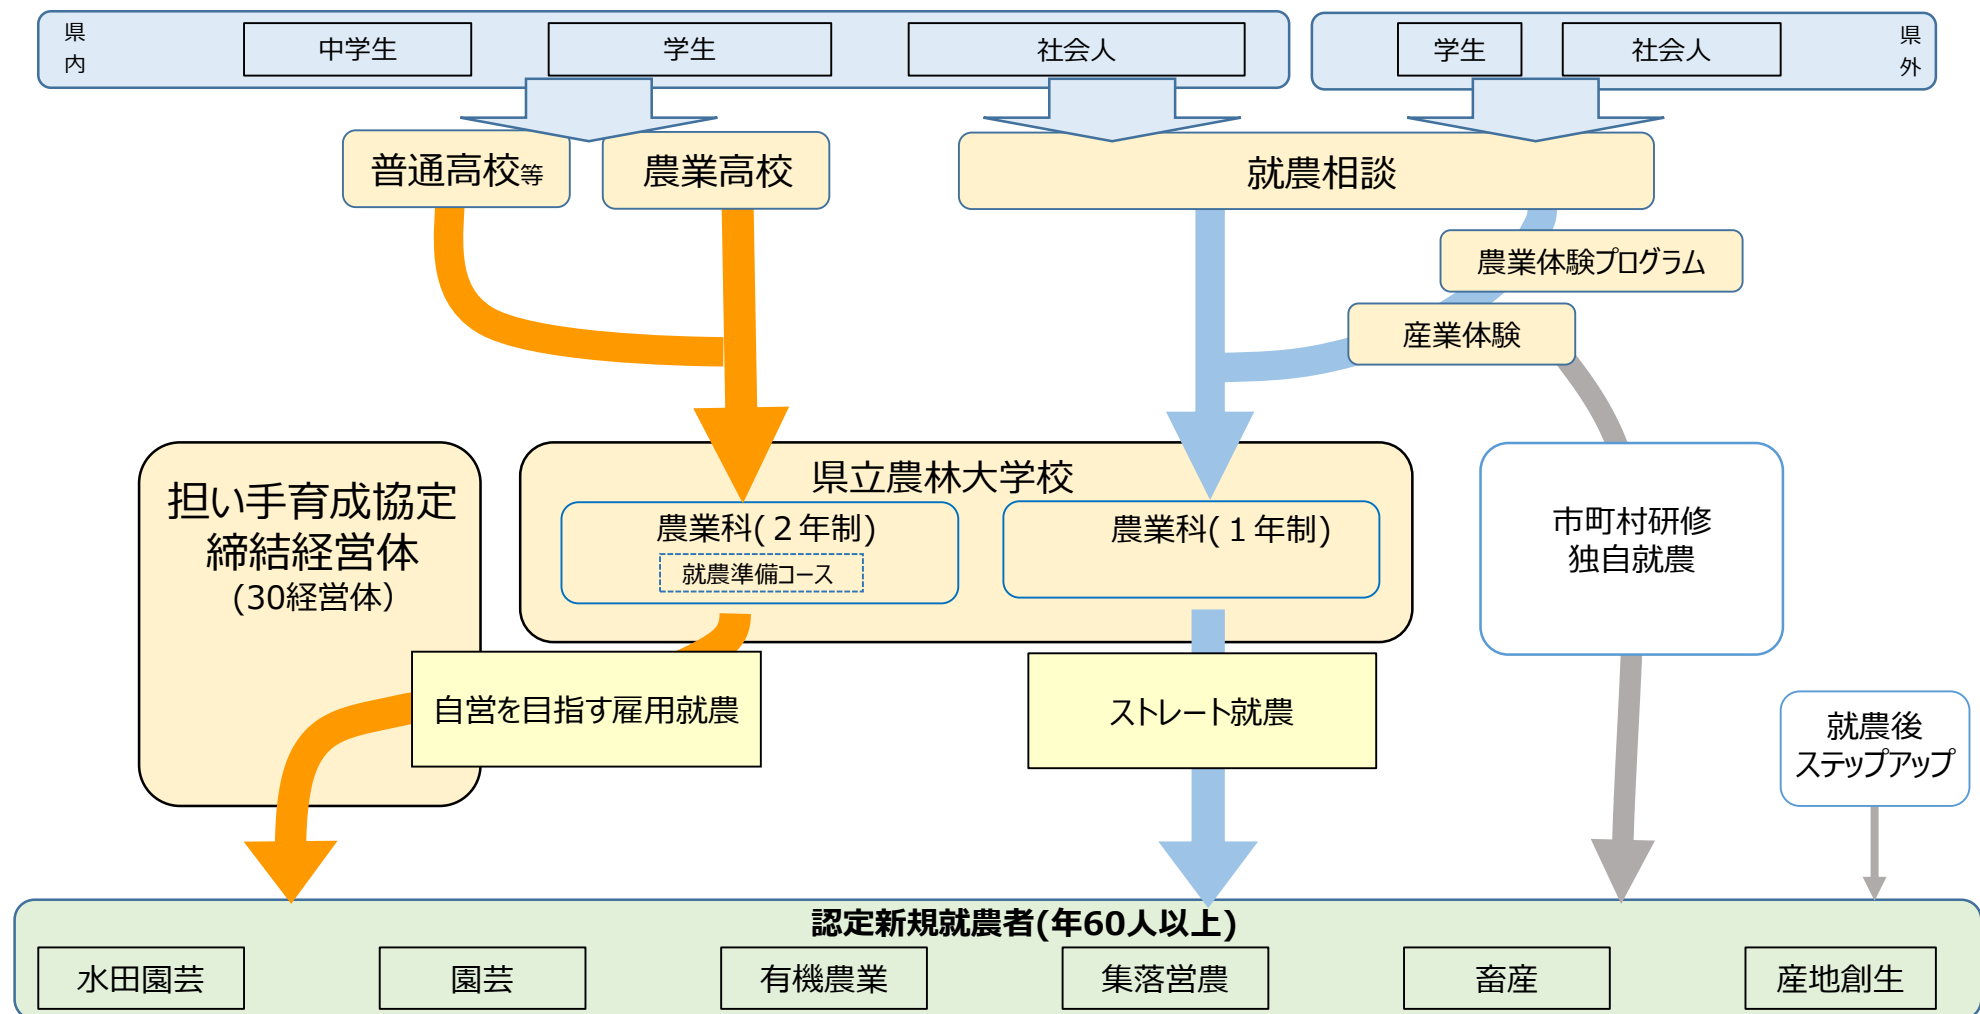 県
内
中学生
学生
社会人
学生
社会人
県
外
普通高校等
農業高校
就農相談
農業体験プログラム
産業体験
担い手育成協定
締結経営体
(30経営体)
県立農林大学校
農業科(２年制)
就農準備コース
農業科(１年制)
市町村研修
独自就農
自営を目指す雇用就農
ストレート就農
就農後
ステップアップ
認定新規就農者(年60人以上)
水田園芸
園芸
有機農業
集落営農
畜産
産地創生